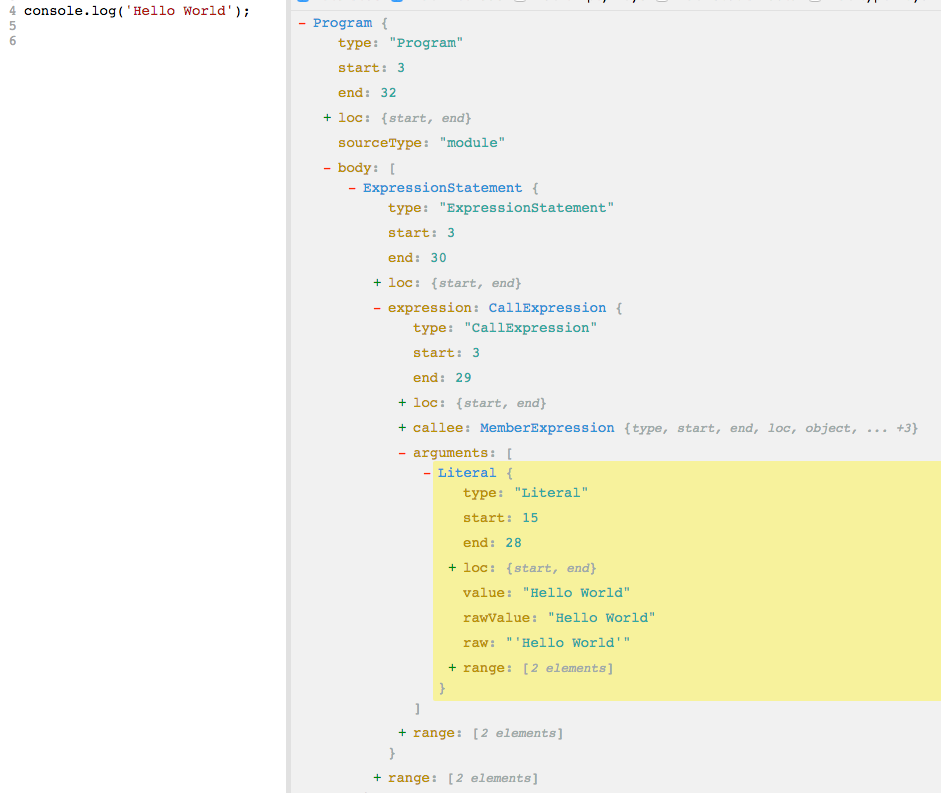 4 console.log('Hello World');
5
6
- Program {
type: "Program"
start: 3
end: 32
+ loc: {start, end}
sourceType: "module"
- body: [
- ExpressionStatement {
type: "ExpressionStatement"
start: 3
end: 30
+ loc: {start, end}
- expression: CallExpression {
type: "CallExpression"
start: 3
end: 29
+ loc: {start, end}
+ callee: MemberExpression {type, start, end, loc, object, ... +3}
- arguments: [
- Literal {
type: "Literal"
start: 15
end: 28
+ loc: {start, end}
value: "Hello World"
rawValue: "Hello World"
raw: "'Hello World'"
+ range: [2 elements]
}
]
+ range: [2 elements]
}
+ range: [2 elements]